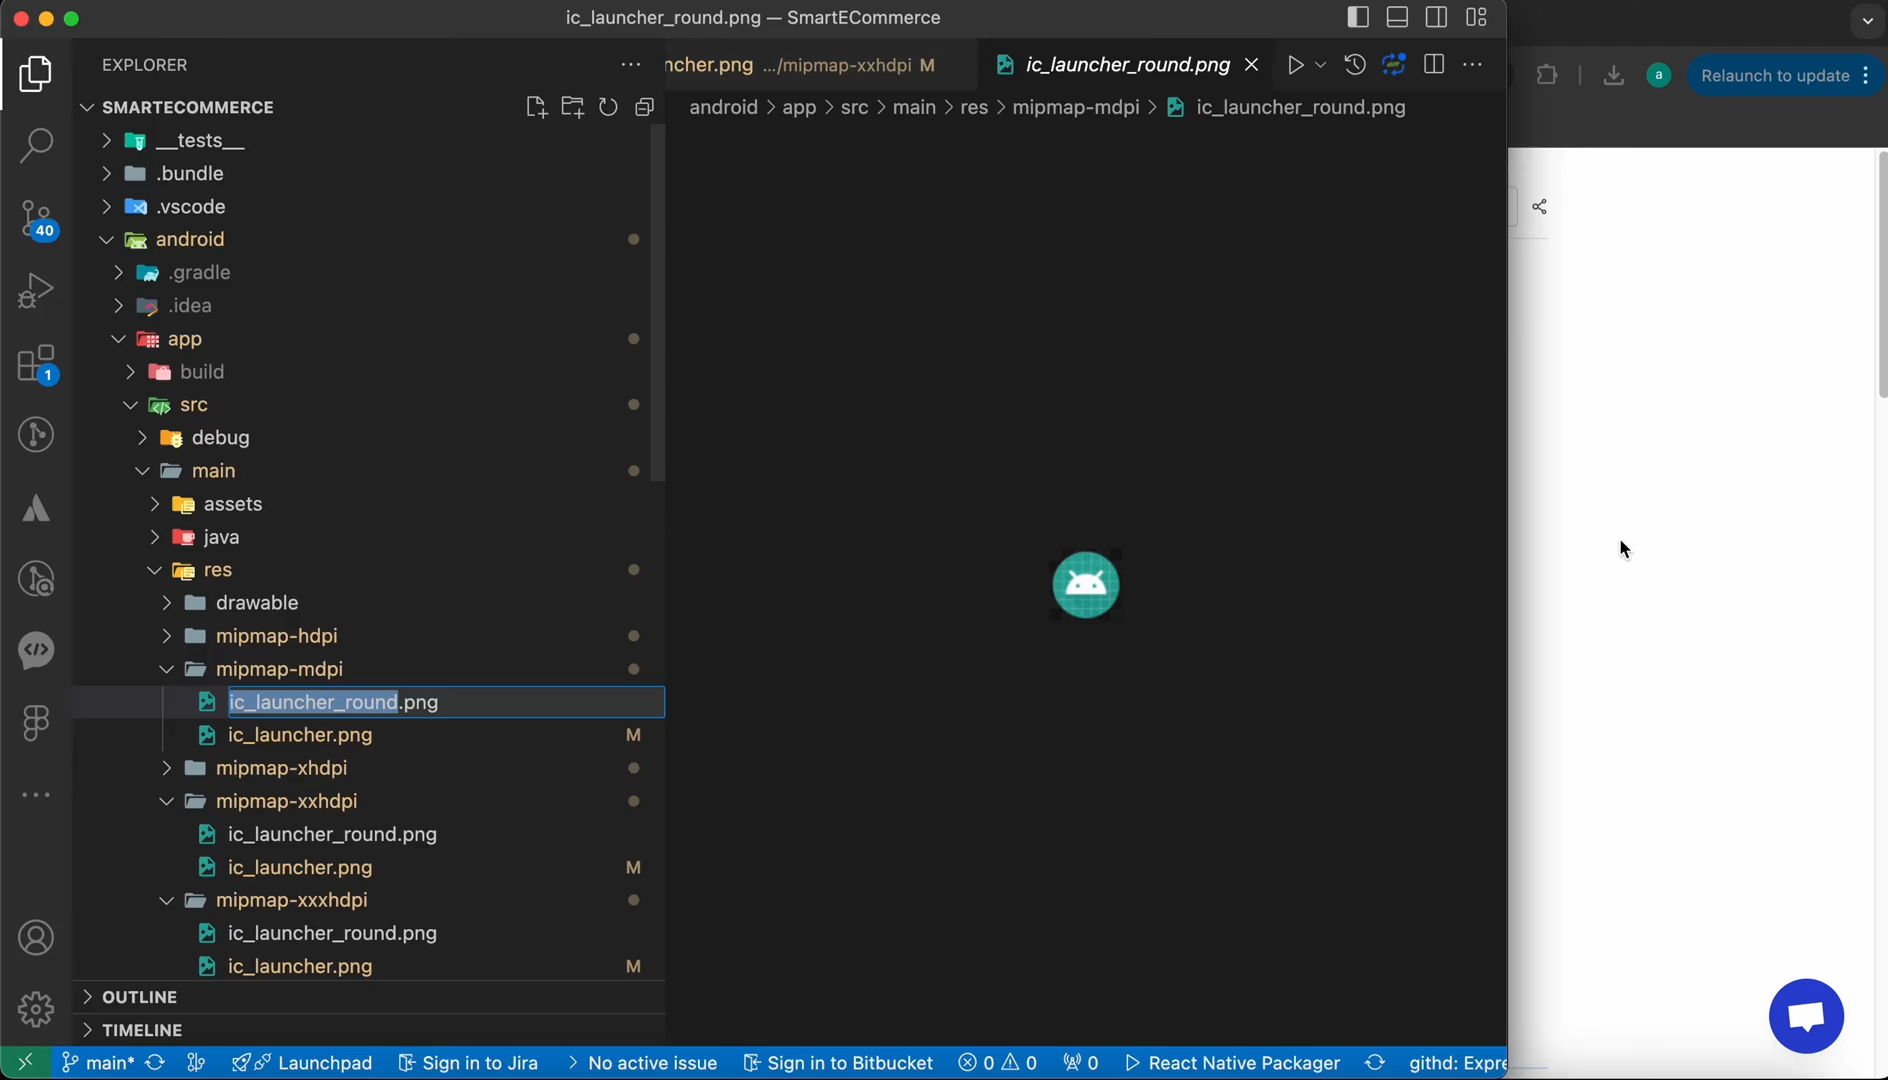 ic_launcher_round.png — SmartECommerce
EXPLORER
ncher.png .../mipmap-xxhdpi M
ic_launcher_round.png
Relaunch to update
a
SMARTECOMMERCE
android > app > src > main > res > mipmap-mdpi > ic_launcher_round.png
__tests__
.bundle
.vscode
android
.gradle
.idea
app
build
src
debug
main
assets
java
res
drawable
mipmap-hdpi
mipmap-mdpi
ic_launcher_round.png
ic_launcher.png M
mipmap-xhdpi
mipmap-xxhdpi
ic_launcher_round.png
ic_launcher.png M
mipmap-xxxhdpi
ic_launcher_round.png
ic_launcher.png M
OUTLINE
TIMELINE
40
1
main* Launchpad Sign in to Jira No active issue Sign in to Bitbucket 0 0 0 React Native Packager githd: Expre